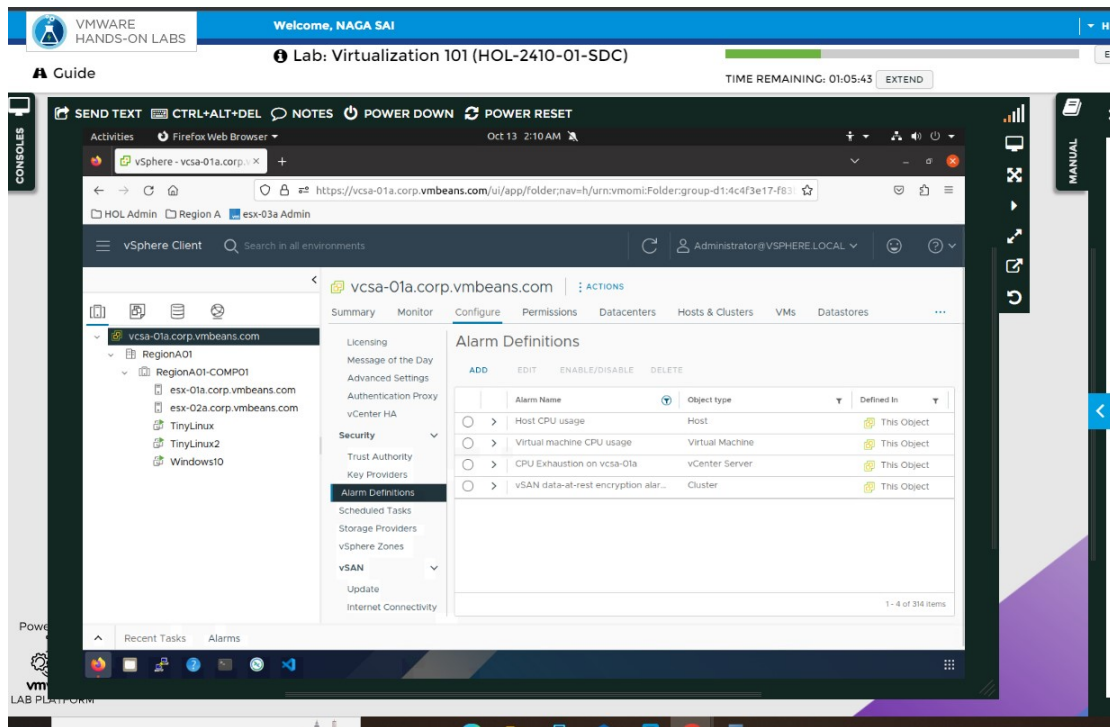 VMWARE
HANDS-ON LABS
Welcome, NAGA SAI
Lab: Virtualization 101 (HOL-2410-01-SDC)
Guide
TIME REMAINING: 01:05:43 EXTEND
CONSOLES
SEND TEXT CTRL+ALT+DEL NOTES POWER DOWN POWER RESET
MANUAL
Activities Firefox Web Browser Oct 13 2:10 AM
vSphere - vcsa-01a.corp.v
https://vcsa-01a.corp.vmbeans.com/ui/app/folder;nav=h/urn:vmomi:Folder:group-d1:4c4f3e17-f83
HOL Admin Region A esx-03a Admin
vSphere Client Search in all environments Administrator@VSPHERE.LOCAL
vcsa-01a.corp.vmbeans.com ACTIONS
Summary Monitor Configure Permissions Datacenters Hosts & Clusters VMs Datastores ...
vcsa-01a.corp.vmbeans.com
RegionA01
RegionA01-COMP01
esx-01a.corp.vmbeans.com
esx-02a.corp.vmbeans.com
TinyLinux
TinyLinux2
Windows10
Licensing
Message of the Day
Advanced Settings
Authentication Proxy
vCenter HA
Security
Trust Authority
Key Providers
Alarm Definitions
Scheduled Tasks
Storage Providers
vSphere Zones
vSAN
Update
Internet Connectivity
Alarm Definitions
ADD EDIT ENABLE/DISABLE DELETE
Alarm Name Object type Defined In
Host CPU usage Host This Object
Virtual machine CPU usage Virtual Machine This Object
CPU Exhaustion on vcsa-01a vCenter Server This Object
vSAN data-at-rest encryption alar... Cluster This Object
1 - 4 of 314 items
Recent Tasks Alarms
Powe
vm
LAB PLATFORM